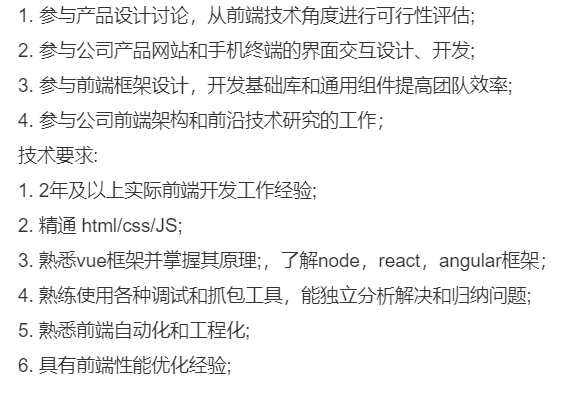 1. 参与产品设计讨论，从前端技术角度进行可行性评估;
2. 参与公司产品网站和手机终端的界面交互设计、开发;
3. 参与前端框架设计，开发基础库和通用组件提高团队效率;
4. 参与公司前端架构和前沿技术研究的工作；
技术要求:
1. 2年及以上实际前端开发工作经验;
2. 精通 html/css/JS;
3. 熟悉vue框架并掌握其原理;，了解node，react，angular框架；
4. 熟练使用各种调试和抓包工具，能独立分析解决和归纳问题;
5. 熟悉前端自动化和工程化;
6. 具有前端性能优化经验;